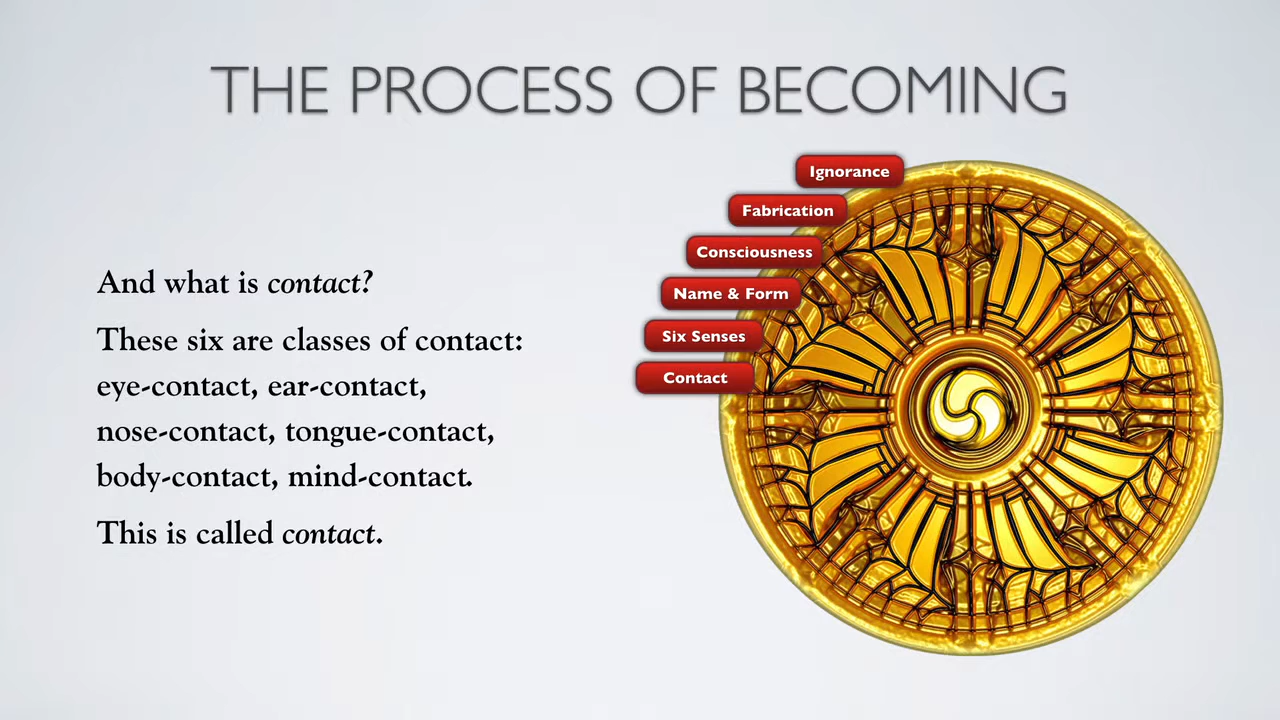 THE PROCESS OF BECOMING
And what is contact?
These six are classes of contact:
eye-contact, ear-contact,
nose-contact, tongue-contact,
body-contact, mind-contact.
This is called contact.
Ignorance
Fabrication
Consciousness
Name & Form
Six Senses
Contact